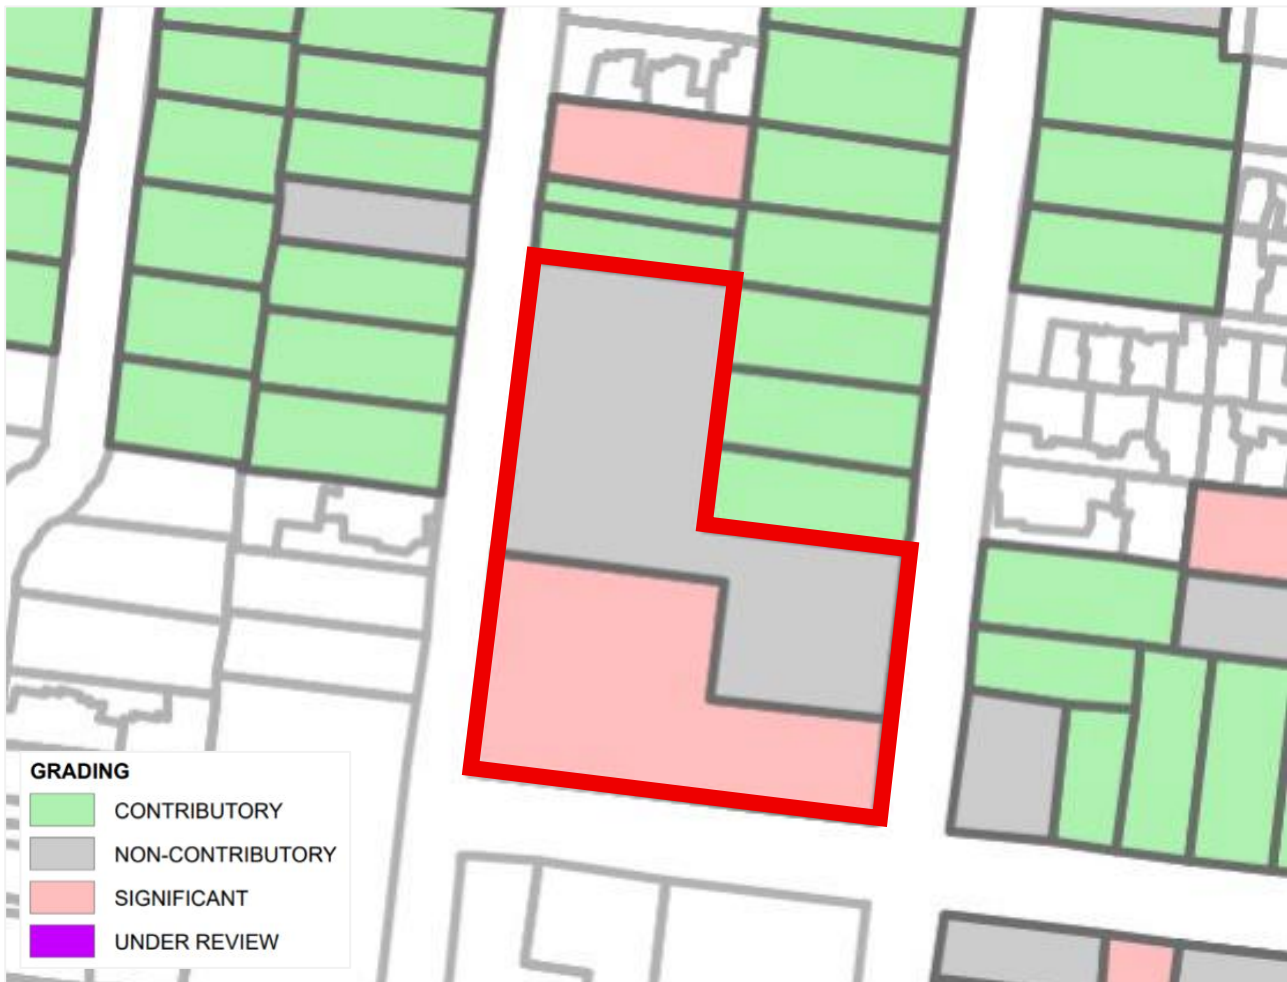 GRADING
CONTRIBUTORY
NON-CONTRIBUTORY
SIGNIFICANT
UNDER REVIEW